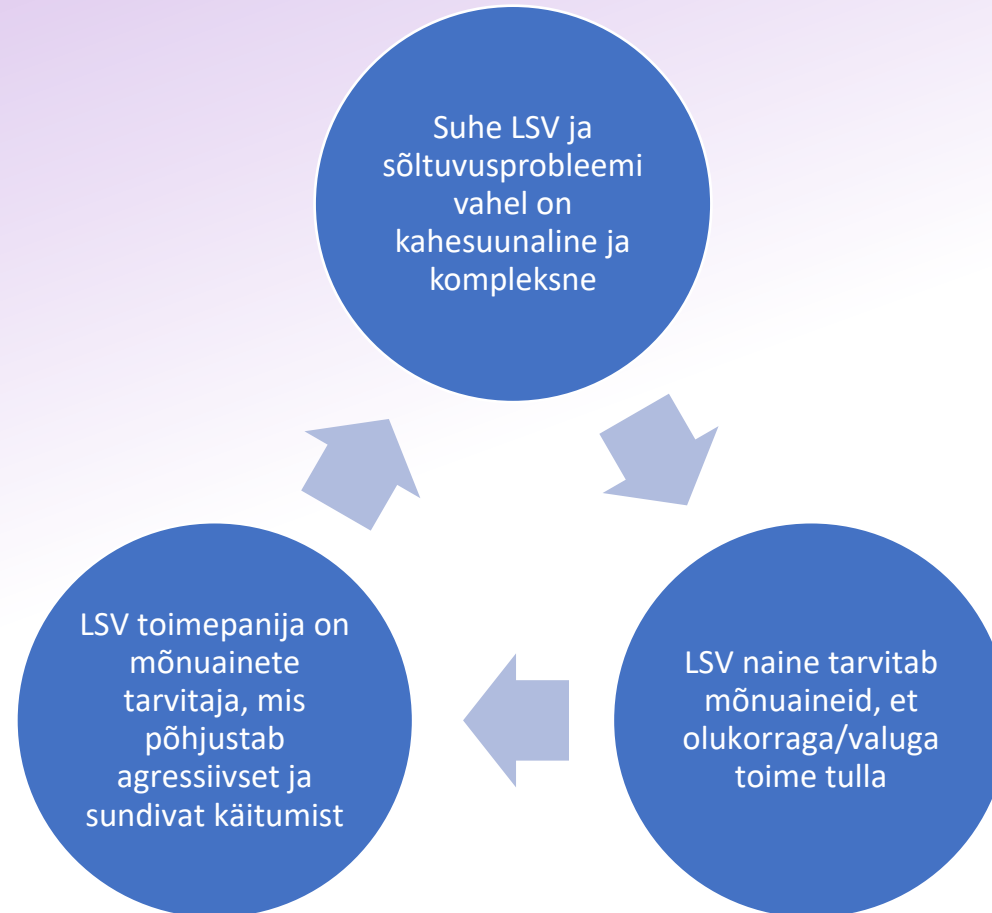 Suhe LSV ja
sõltuvusprobleemi
vahel on
kahesuunaline ja
kompleksne
LSV naine tarvitab
mõnuaineid, et
olukorraga/valuga
toime tulla
LSV toimepanija on
mõnuainete
tarvitaja, mis
põhjustab
agressiivset ja
sundivat käitumist